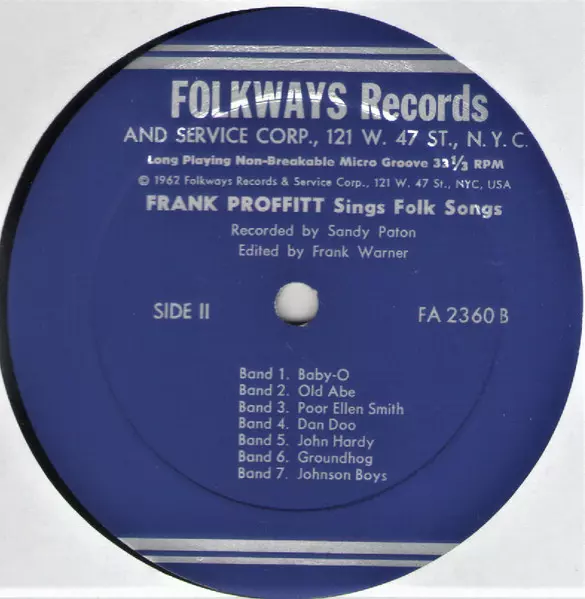 FOLKWAYS Records
AND SERVICE CORP., 121 W. 47 ST., N.Y.C.
Long Playing Non-Breakable Micro Groove 33 1/3 RPM
© 1962 Folkways Records & Service Corp., 121 W. 47 St., NYC, USA
FRANK PROFFITT Sings Folk Songs
Recorded by Sandy Paton
Edited by Frank Warner
SIDE II FA 2360 B
Band 1. Baby-O
Band 2. Old Abe
Band 3. Poor Ellen Smith
Band 4. Dan Doo
Band 5. John Hardy
Band 6. Groundhog
Band 7. Johnson Boys